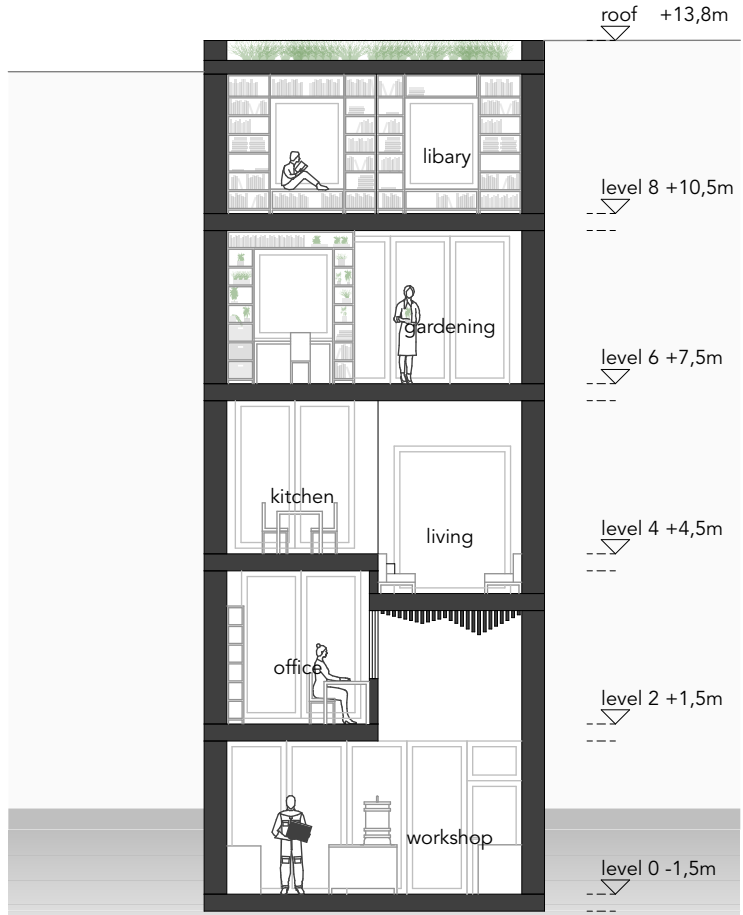 roof +13,8m
libary
level 8 +10,5m
gardening
level 6 +7,5m
kitchen
living
level 4 +4,5m
office
level 2 +1,5m
workshop
level 0 -1,5m